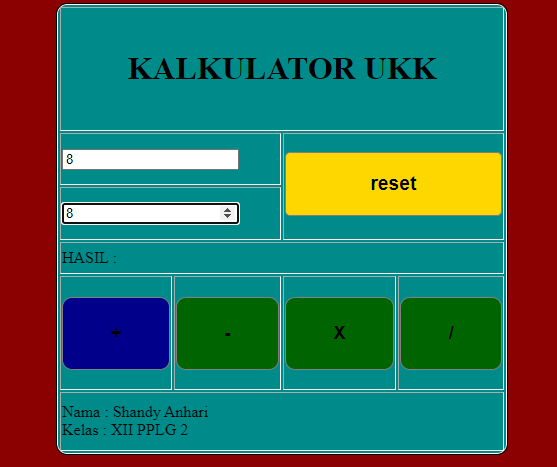 KALKULATOR UKK
8
reset
8
HASIL :
+ - X /
Nama : Shandy Anhari
Kelas : XII PPLG 2